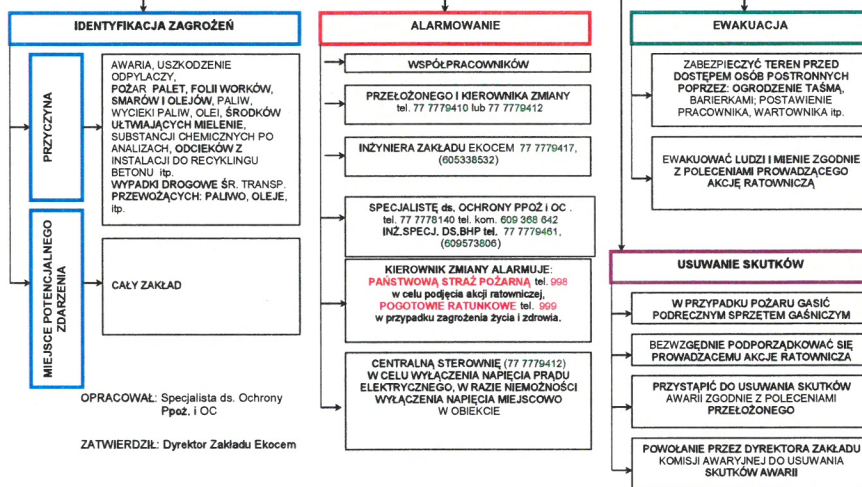 IDENTYFIKACJA ZAGROŻEŃ
PRZYCZYNA
AWARIA, USZKODZENIE
ODPYLACZY,
POŻAR PALET, FOLII WORKÓW,
SMARÓW I OLEJÓW, PALIW,
WYCIEKI PALIW, OLEI, ŚRODKÓW
UŁTWIAJĄCYCH MIELENIE,
SUBSTANCJI CHEMICZNYCH PO
ANALIZACH, ODCIEKÓW Z
INSTALACJI DO RECYKLINGU
BETONU itp.
WYPADKI DROGOWE ŚR. TRANSP.
PRZEWOŻĄCYCH: PALIWO, OLEJE,
itp.
MIEJSCE POTENCJALNEGO
ZDARZENIA
CAŁY ZAKŁAD
OPRACOWAŁ: Specjalista ds. Ochrony
Ppoż. i OC
ZATWIERDZIŁ: Dyrektor Zakładu Ekocem
ALARMOWANIE
WSPÓŁPRACOWNIKÓW
PRZEŁOŻONEGO I KIEROWNIKA ZMIANY
tel. 77 7779410 lub 77 7779412
INŻYNIERA ZAKŁADU EKOCEM 77 7779417,
(605338532)
SPECJALISTĘ ds. OCHRONY PPOŻ i OC .
tel. 77 7778140 tel. kom. 609 368 642
INŻ.SPECJ. DS.BHP tel. 77 7779461,
(609573806)
KIEROWNIK ZMIANY ALARMUJE:
PAŃSTWOWĄ STRAŻ POŻARNĄ tel. 998
w celu podjęcia akcji ratowniczej,
POGOTOWIE RATUNKOWE tel. 999
w przypadku zagrożenia życia i zdrowia.
CENTRALNĄ STEROWNIĘ (77 7779412)
W CELU WYŁĄCZENIA NAPIĘCIA PRĄDU
ELEKTRYCZNEGO, W RAZIE NIEMOŻNOŚCI
WYŁĄCZENIA NAPIĘCIA MIEJSCOWO
W OBIEKCIE
EWAKUACJA
ZABEZPIECZYĆ TEREN PRZED
DOSTĘPEM OSÓB POSTRONNYCH
POPRZEZ: OGRODZENIE TAŚMĄ,
BARIERKAMI; POSTAWIENIE
PRACOWNIKA, WARTOWNIKA itp.
EWAKUOWAĆ LUDZI I MIENIE ZGODNIE
Z POLECENIAMI PROWADZĄCEGO
AKCJĘ RATOWNICZĄ
USUWANIE SKUTKÓW
W PRZYPADKU POŻARU GASIĆ
PODRĘCZNYM SPRZĘTEM GAŚNICZYM
BEZWZGĘDNIE PODPORZĄDKOWAĆ SIĘ
PROWADZACEMU AKCJE RATOWNICZA
PRZYSTĄPIĆ DO USUWANIA SKUTKÓW
AWARII ZGODNIE Z POLECENIAMI
PRZEŁOŻONEGO
POWOŁANIE PRZEZ DYREKTORA ZAKŁADU
KOMISJI AWARYJNEJ DO USUWANIA
SKUTKÓW AWARII